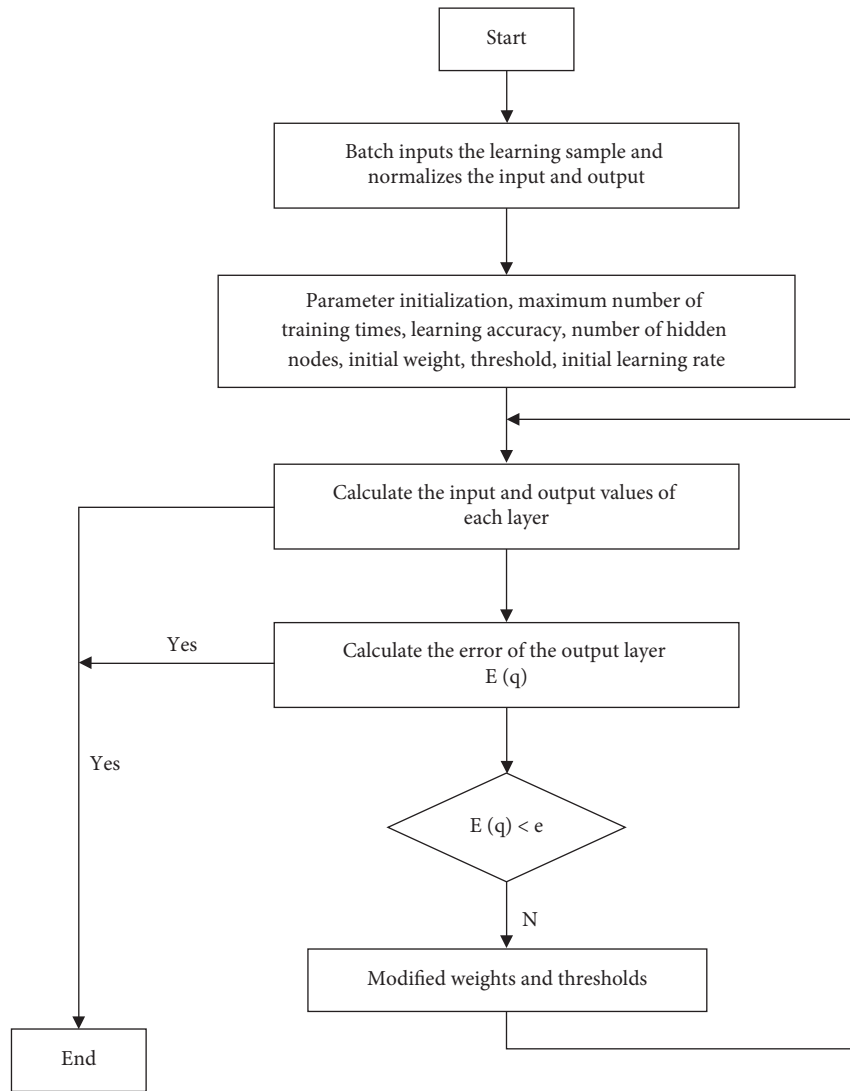 Start
Batch inputs the learning sample and
normalizes the input and output
Parameter initialization, maximum number of
training times, learning accuracy, number of hidden
nodes, initial weight, threshold, initial learning rate
Calculate the input and output values of
each layer
Yes
Calculate the error of the output layer
E (q)
Yes
E (q) < e
N
Modified weights and thresholds
End